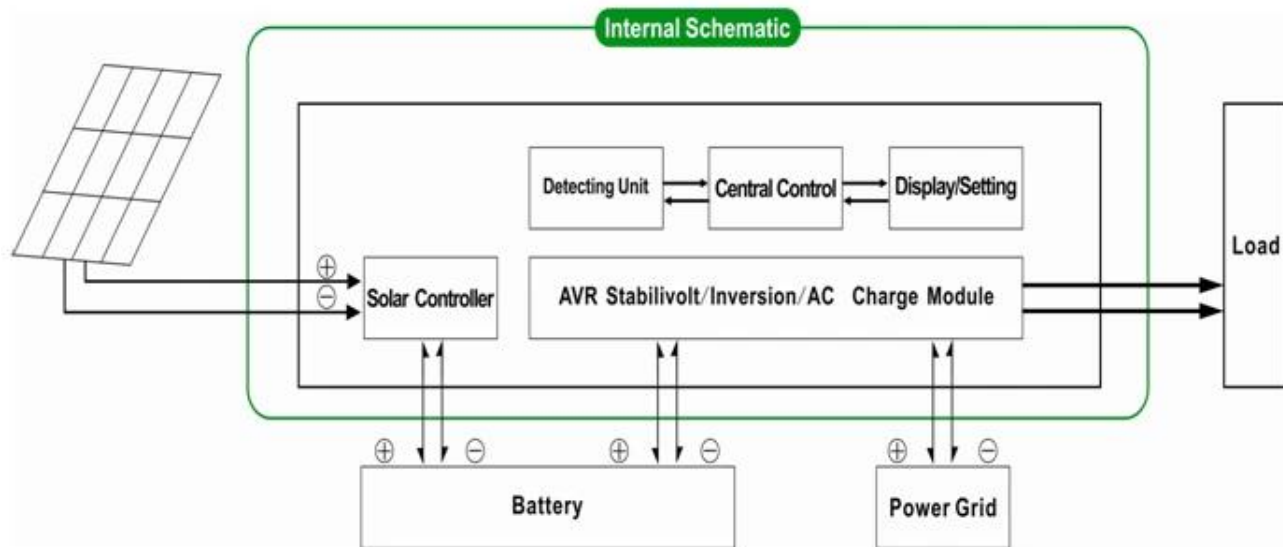 Internal Schematic
Detecting Unit
Central Control
Display/Setting
Load
⊕
⊖
Solar Controller
AVR Stabilivolt/Inversion/AC Charge Module
⊕ ⊖ ⊕ ⊖ ⊕ ⊖
Battery
Power Grid